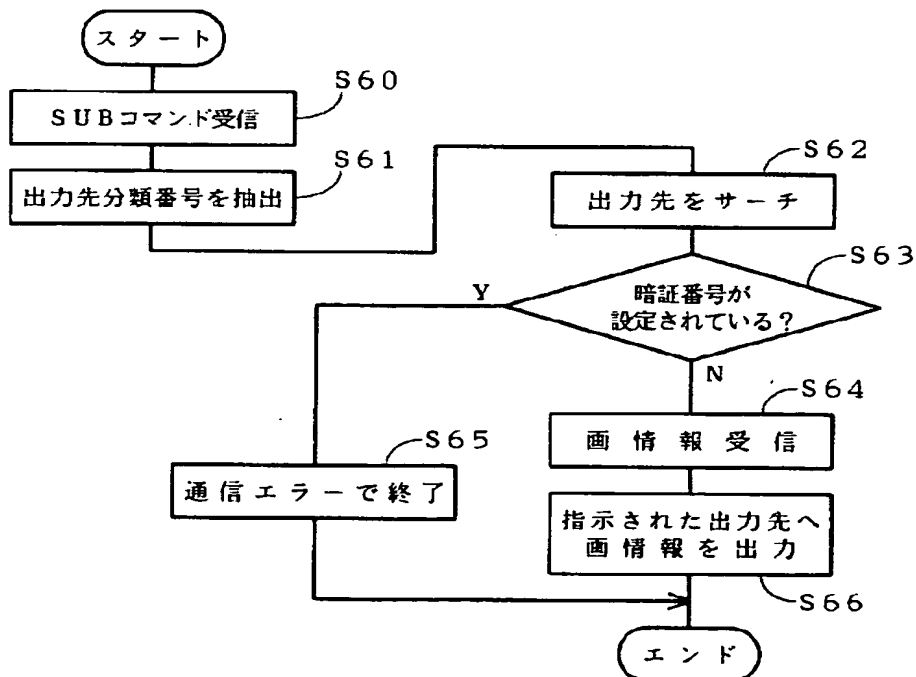 スタート
S60
SUBコマンド受信
S61
出力先分類番号を抽出
S62
出力先をサーチ
S63
暗証番号が
設定されている？
Y
N
S64
画情報受信
S65
通信エラーで終了
指示された出力先へ
画情報を出力
S66
エンド